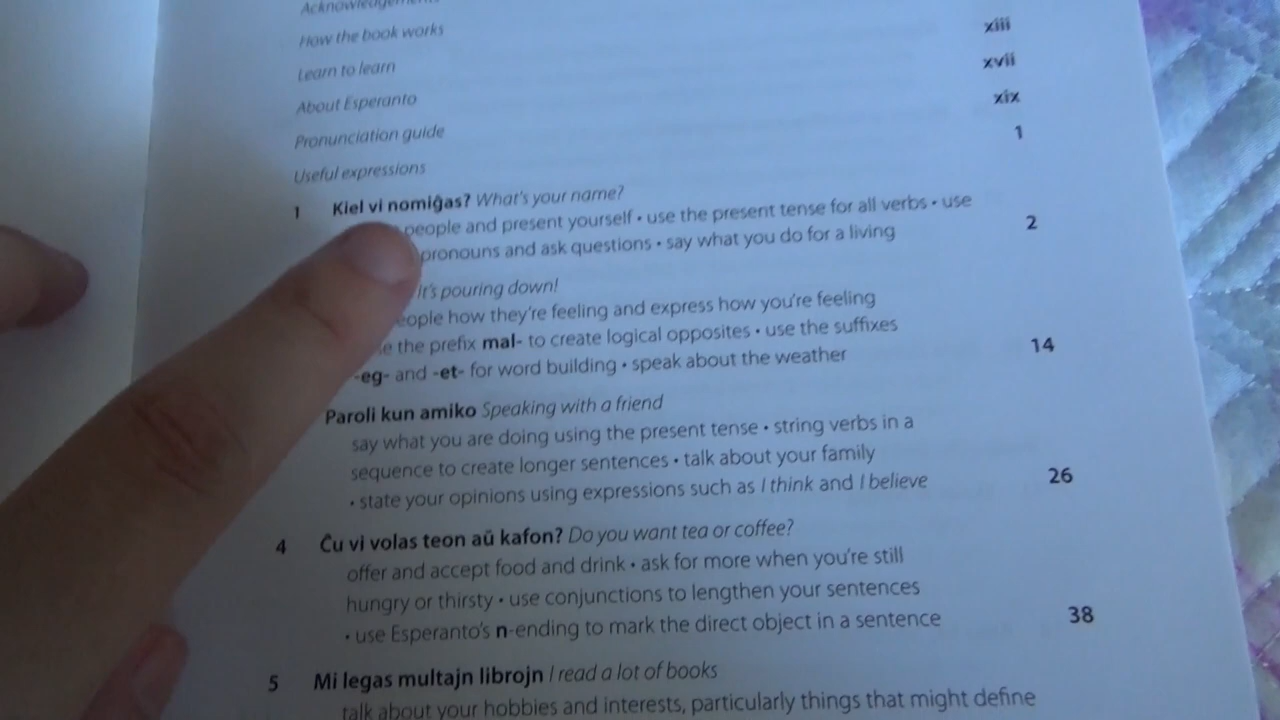 Acknowledgements
How the book works
xiii
Learn to learn
xvii
About Esperanto
xix
Pronunciation guide
1
Useful expressions
1 Kiel vi nomiĝas? What's your name?
people and present yourself • use the present tense for all verbs • use
pronouns and ask questions • say what you do for a living
2
It's pouring down!
people how they're feeling and express how you're feeling
the prefix mal- to create logical opposites • use the suffixes
-eg- and -et- for word building • speak about the weather
14
Paroli kun amiko Speaking with a friend
say what you are doing using the present tense • string verbs in a
sequence to create longer sentences • talk about your family
• state your opinions using expressions such as I think and I believe
26
4 Ĉu vi volas teon aŭ kafon? Do you want tea or coffee?
offer and accept food and drink • ask for more when you're still
hungry or thirsty • use conjunctions to lengthen your sentences
• use Esperanto's n-ending to mark the direct object in a sentence
38
5 Mi legas multajn librojn I read a lot of books
talk about your hobbies and interests, particularly things that might define